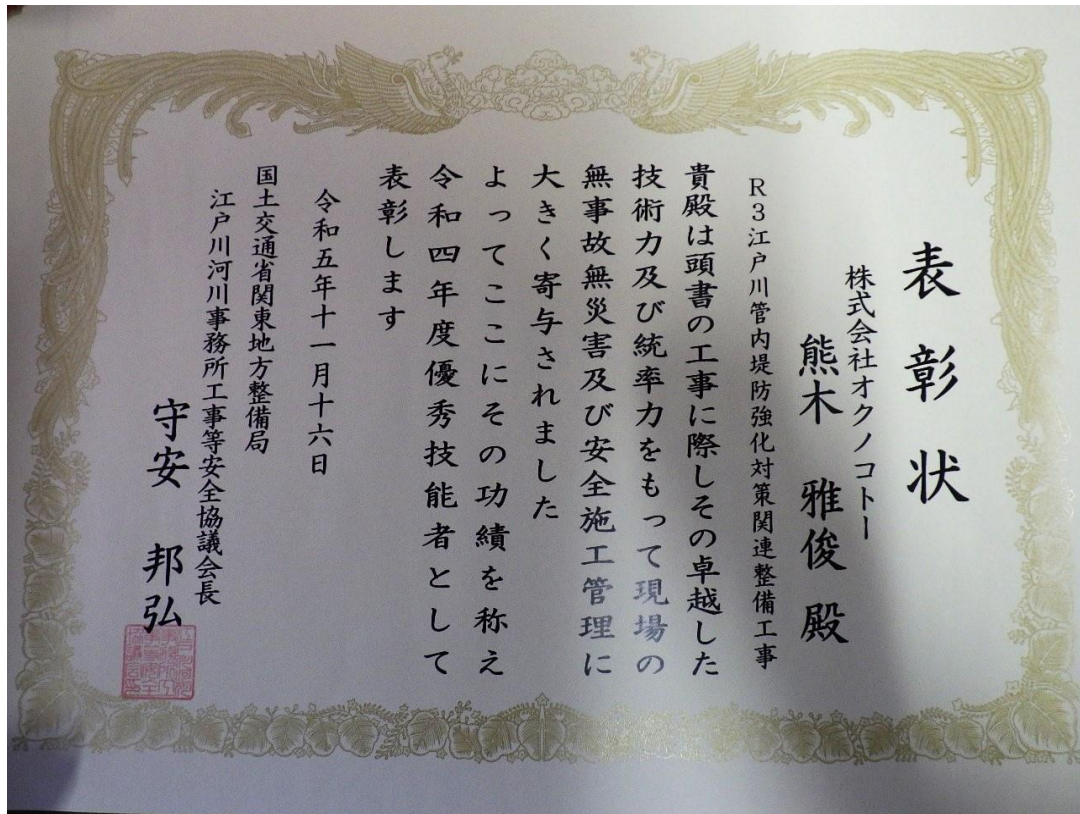 表彰状
株式会社オクノコトー
熊木 雅俊 殿
R3江戸川管内堤防強化対策関連整備工事
貴殿は頭書の工事に際しその卓越した
技術力及び統率力をもって現場の
無事故無災害及び安全施工管理に
大きく寄与されました
よってここにその功績を称え
令和四年度優秀技能者として
表彰します
令和五年十一月十六日
国土交通省関東地方整備局
江戸川河川事務所工事等安全協議会長
守安 邦弘